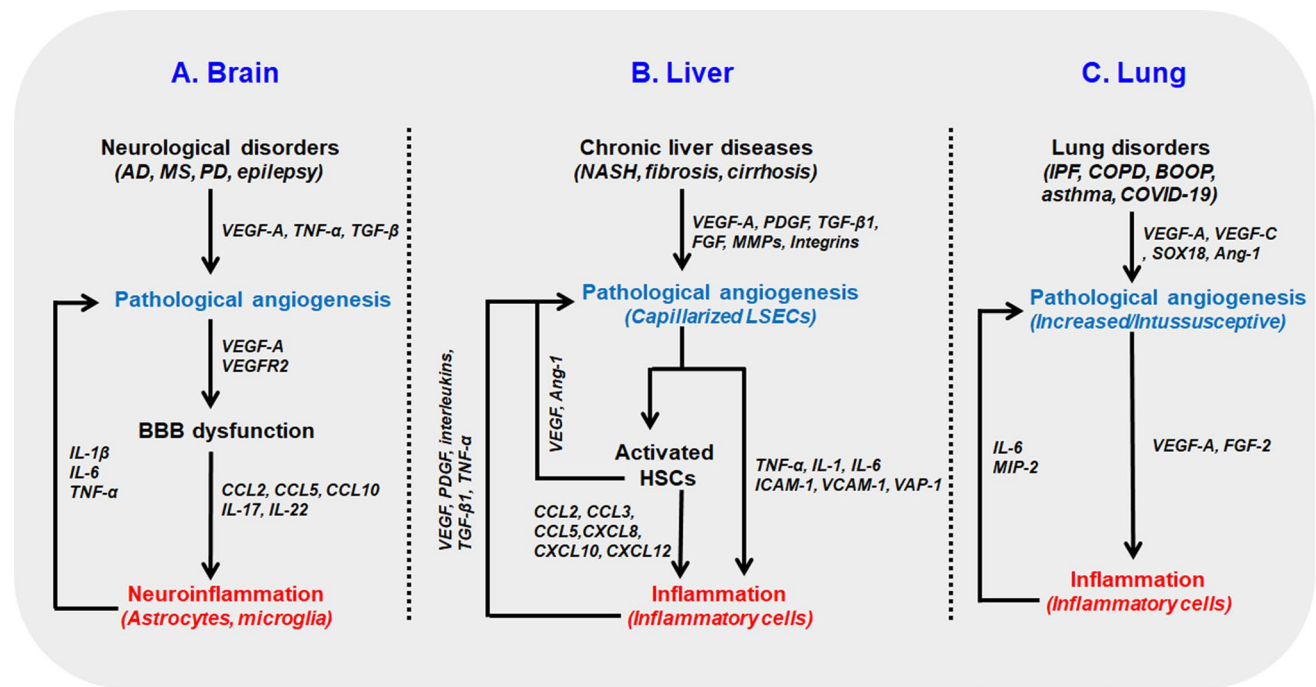 A. Brain
Neurological disorders
(AD, MS, PD, epilepsy)
VEGF-A, TNF-α, TGF-β
Pathological angiogenesis
VEGF-A
VEGFR2
BBB dysfunction
IL-1β
IL-6
TNF-α
CCL2, CCL5, CCL10
IL-17, IL-22
Neuroinflammation
(Astrocytes, microglia)
B. Liver
Chronic liver diseases
(NASH, fibrosis, cirrhosis)
VEGF-A, PDGF, TGF-β1,
FGF, MMPs, Integrins
Pathological angiogenesis
(Capillarized LSECs)
VEGF, PDGF, interleukins,
TGF-β1, TNF-α
VEGF, Ang-1
Activated
HSCs
TNF-α, IL-1, IL-6
ICAM-1, VCAM-1, VAP-1
CCL2, CCL3,
CCL5,CXCL8,
CXCL10, CXCL12
Inflammation
(Inflammatory cells)
C. Lung
Lung disorders
(IPF, COPD, BOOP,
asthma, COVID-19)
VEGF-A, VEGF-C
, SOX18, Ang-1
Pathological angiogenesis
(Increased/Intussusceptive)
IL-6
MIP-2
VEGF-A, FGF-2
Inflammation
(Inflammatory cells)